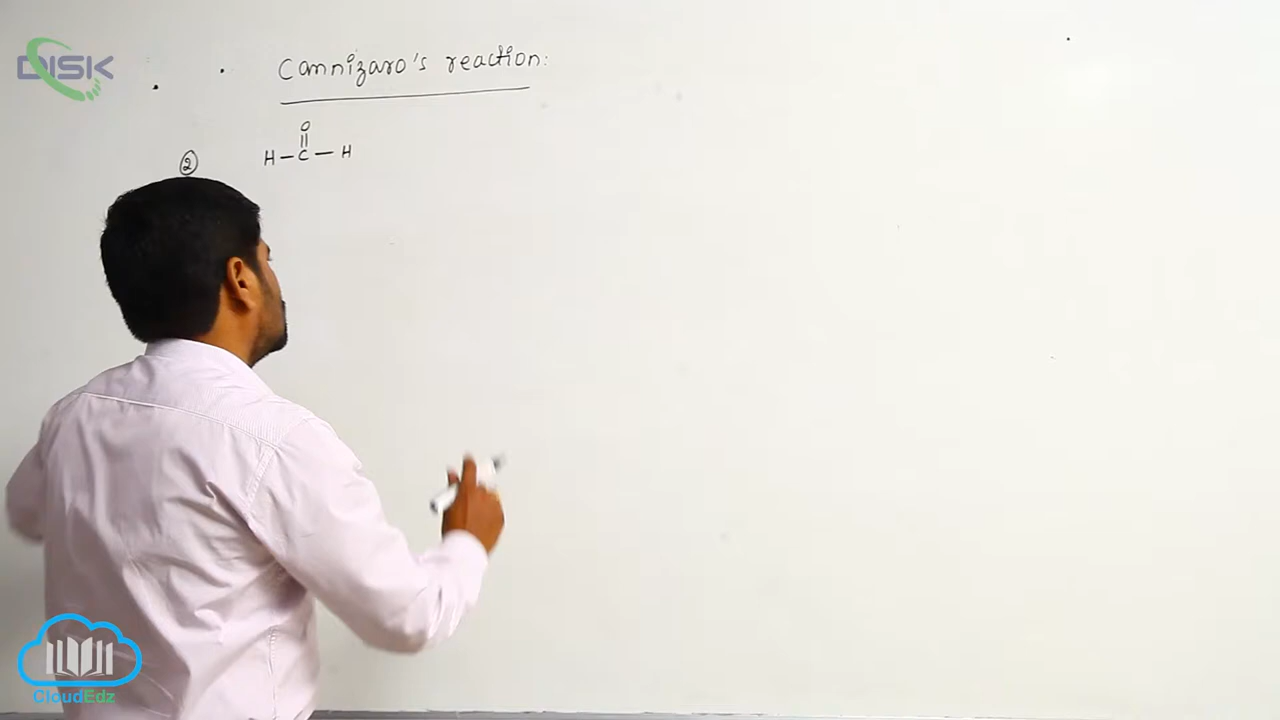 DISK
Cannizaro's reaction:
O
||
② H - C - H
CloudEdz